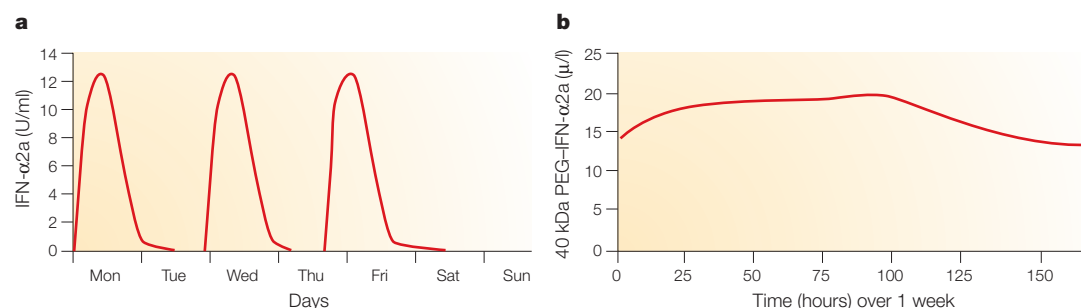 a
IFN-α2a (U/ml)
14
12
10
8
6
4
2
0
Mon Tue Wed Thu Fri Sat Sun
Days
b
40 kDa PEG–IFN-α2a (μ/l)
25
20
15
10
5
0
0 25 50 75 100 125 150
Time (hours) over 1 week